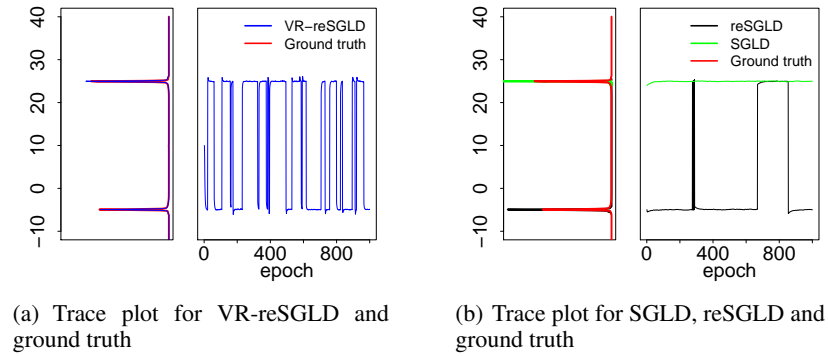 40
30
20
10
0
−10
VR−reSGLD
Ground truth
0 400 800
epoch
(a) Trace plot for VR-reSGLD and
ground truth
40
30
20
10
0
−10
reSGLD
SGLD
Ground truth
0 400 800
epoch
(b) Trace plot for SGLD, reSGLD and
ground truth